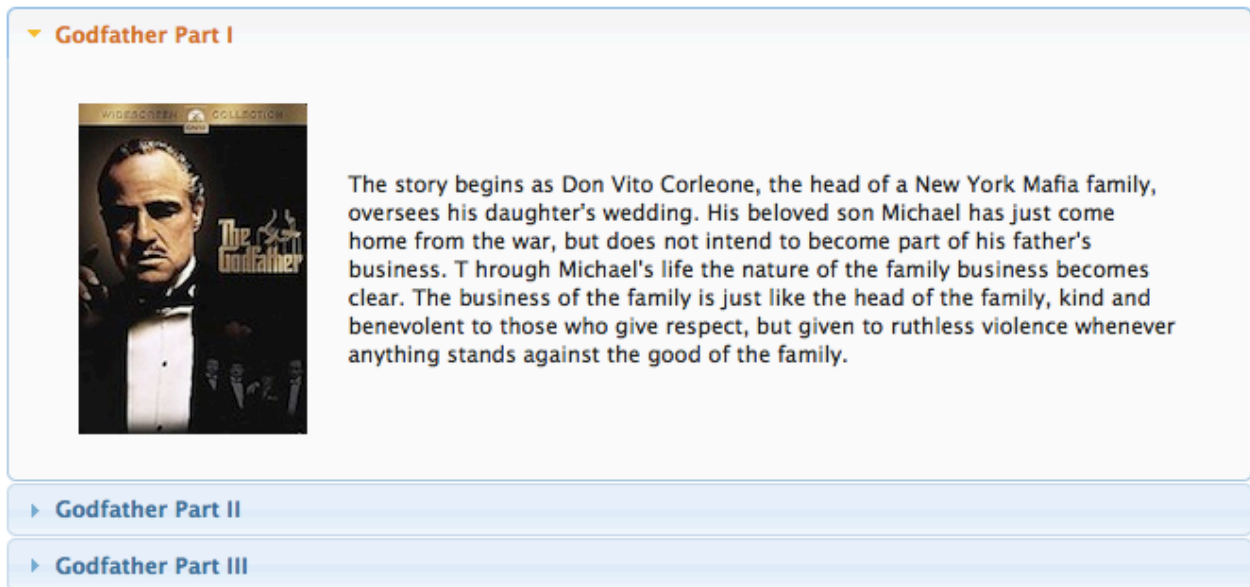 Godfather Part I
WIDESCREEN COLLECTION
The
Godfather
The story begins as Don Vito Corleone, the head of a New York Mafia family,
oversees his daughter's wedding. His beloved son Michael has just come
home from the war, but does not intend to become part of his father's
business. T hrough Michael's life the nature of the family business becomes
clear. The business of the family is just like the head of the family, kind and
benevolent to those who give respect, but given to ruthless violence whenever
anything stands against the good of the family.
Godfather Part II
Godfather Part III